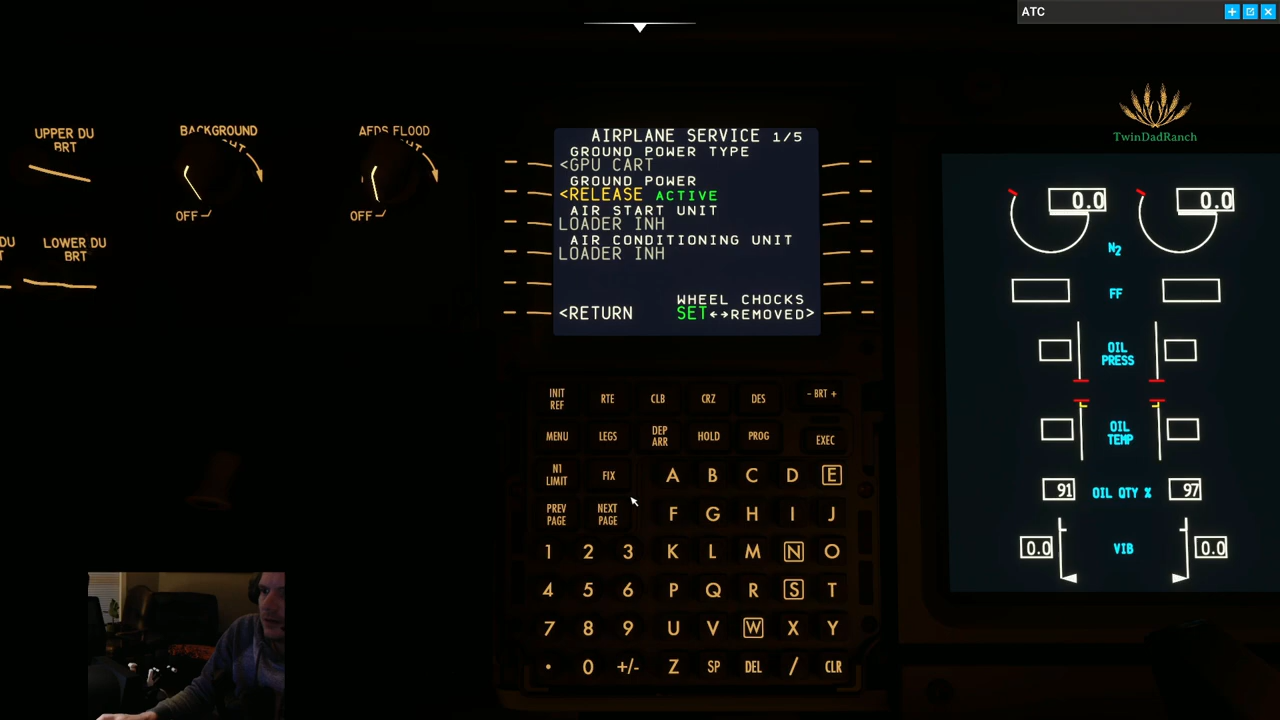 ATC
TwinDadRanch
UPPER DU
BRT
BACKGROUND
HT
OFF
AFDS FLOOD
HT
OFF
DU
T
LOWER DU
BRT
AIRPLANE SERVICE 1/5
GROUND POWER TYPE
<GPU CART
GROUND POWER
<RELEASE ACTIVE
AIR START UNIT
LOADER INH
AIR CONDITIONING UNIT
LOADER INH
WHEEL CHOCKS
<RETURN SET←→REMOVED>
INIT REF
RTE
CLB
CRZ
DES
- BRT +
MENU
LEGS
DEP ARR
HOLD
PROG
EXEC
N1 LIMIT
FIX
A B C D E
PREV PAGE
NEXT PAGE
F G H I J
1 2 3 K L M N O
4 5 6 P Q R S T
7 8 9 U V W X Y
. 0 +/- Z SP DEL / CLR
0.0 0.0
N2
FF
OIL
PRESS
OIL
TEMP
91 OIL QTY % 97
0.0 VIB 0.0